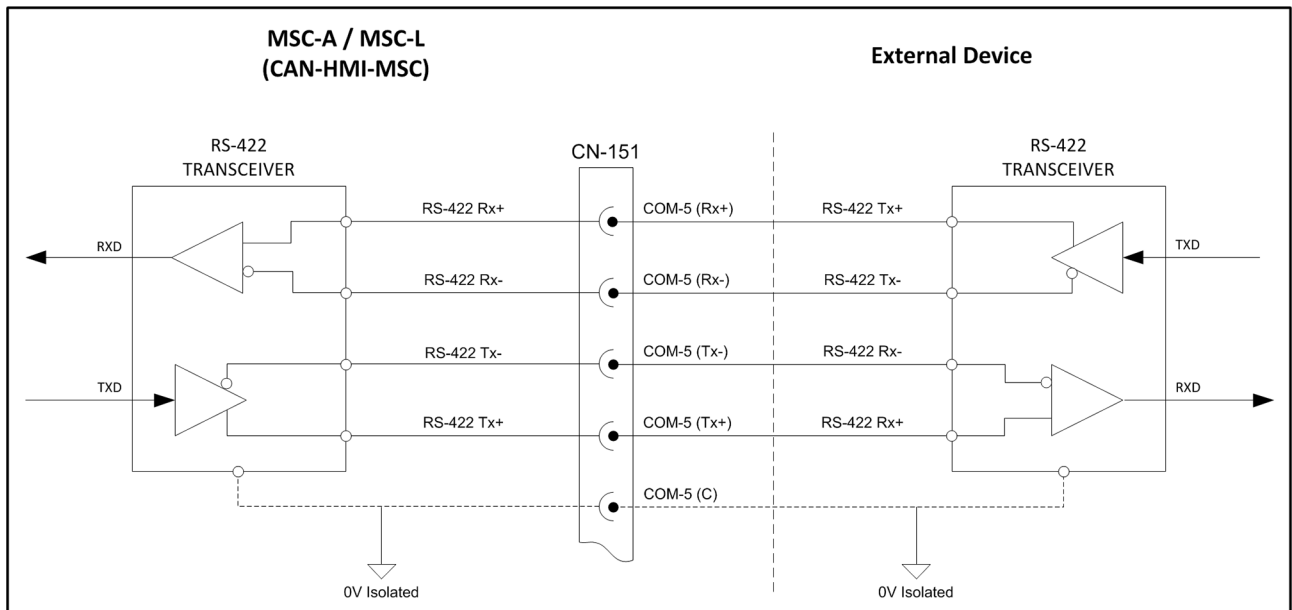 MSC-A / MSC-L
(CAN-HMI-MSC)
External Device
RS-422
TRANSCEIVER
CN-151
RS-422
TRANSCEIVER
RS-422 Rx+
COM-5 (Rx+)
RS-422 Tx+
RXD
TXD
RS-422 Rx-
COM-5 (Rx-)
RS-422 Tx-
RS-422 Tx-
COM-5 (Tx-)
RS-422 Rx-
TXD
RXD
RS-422 Tx+
COM-5 (Tx+)
RS-422 Rx+
COM-5 (C)
0V Isolated
0V Isolated